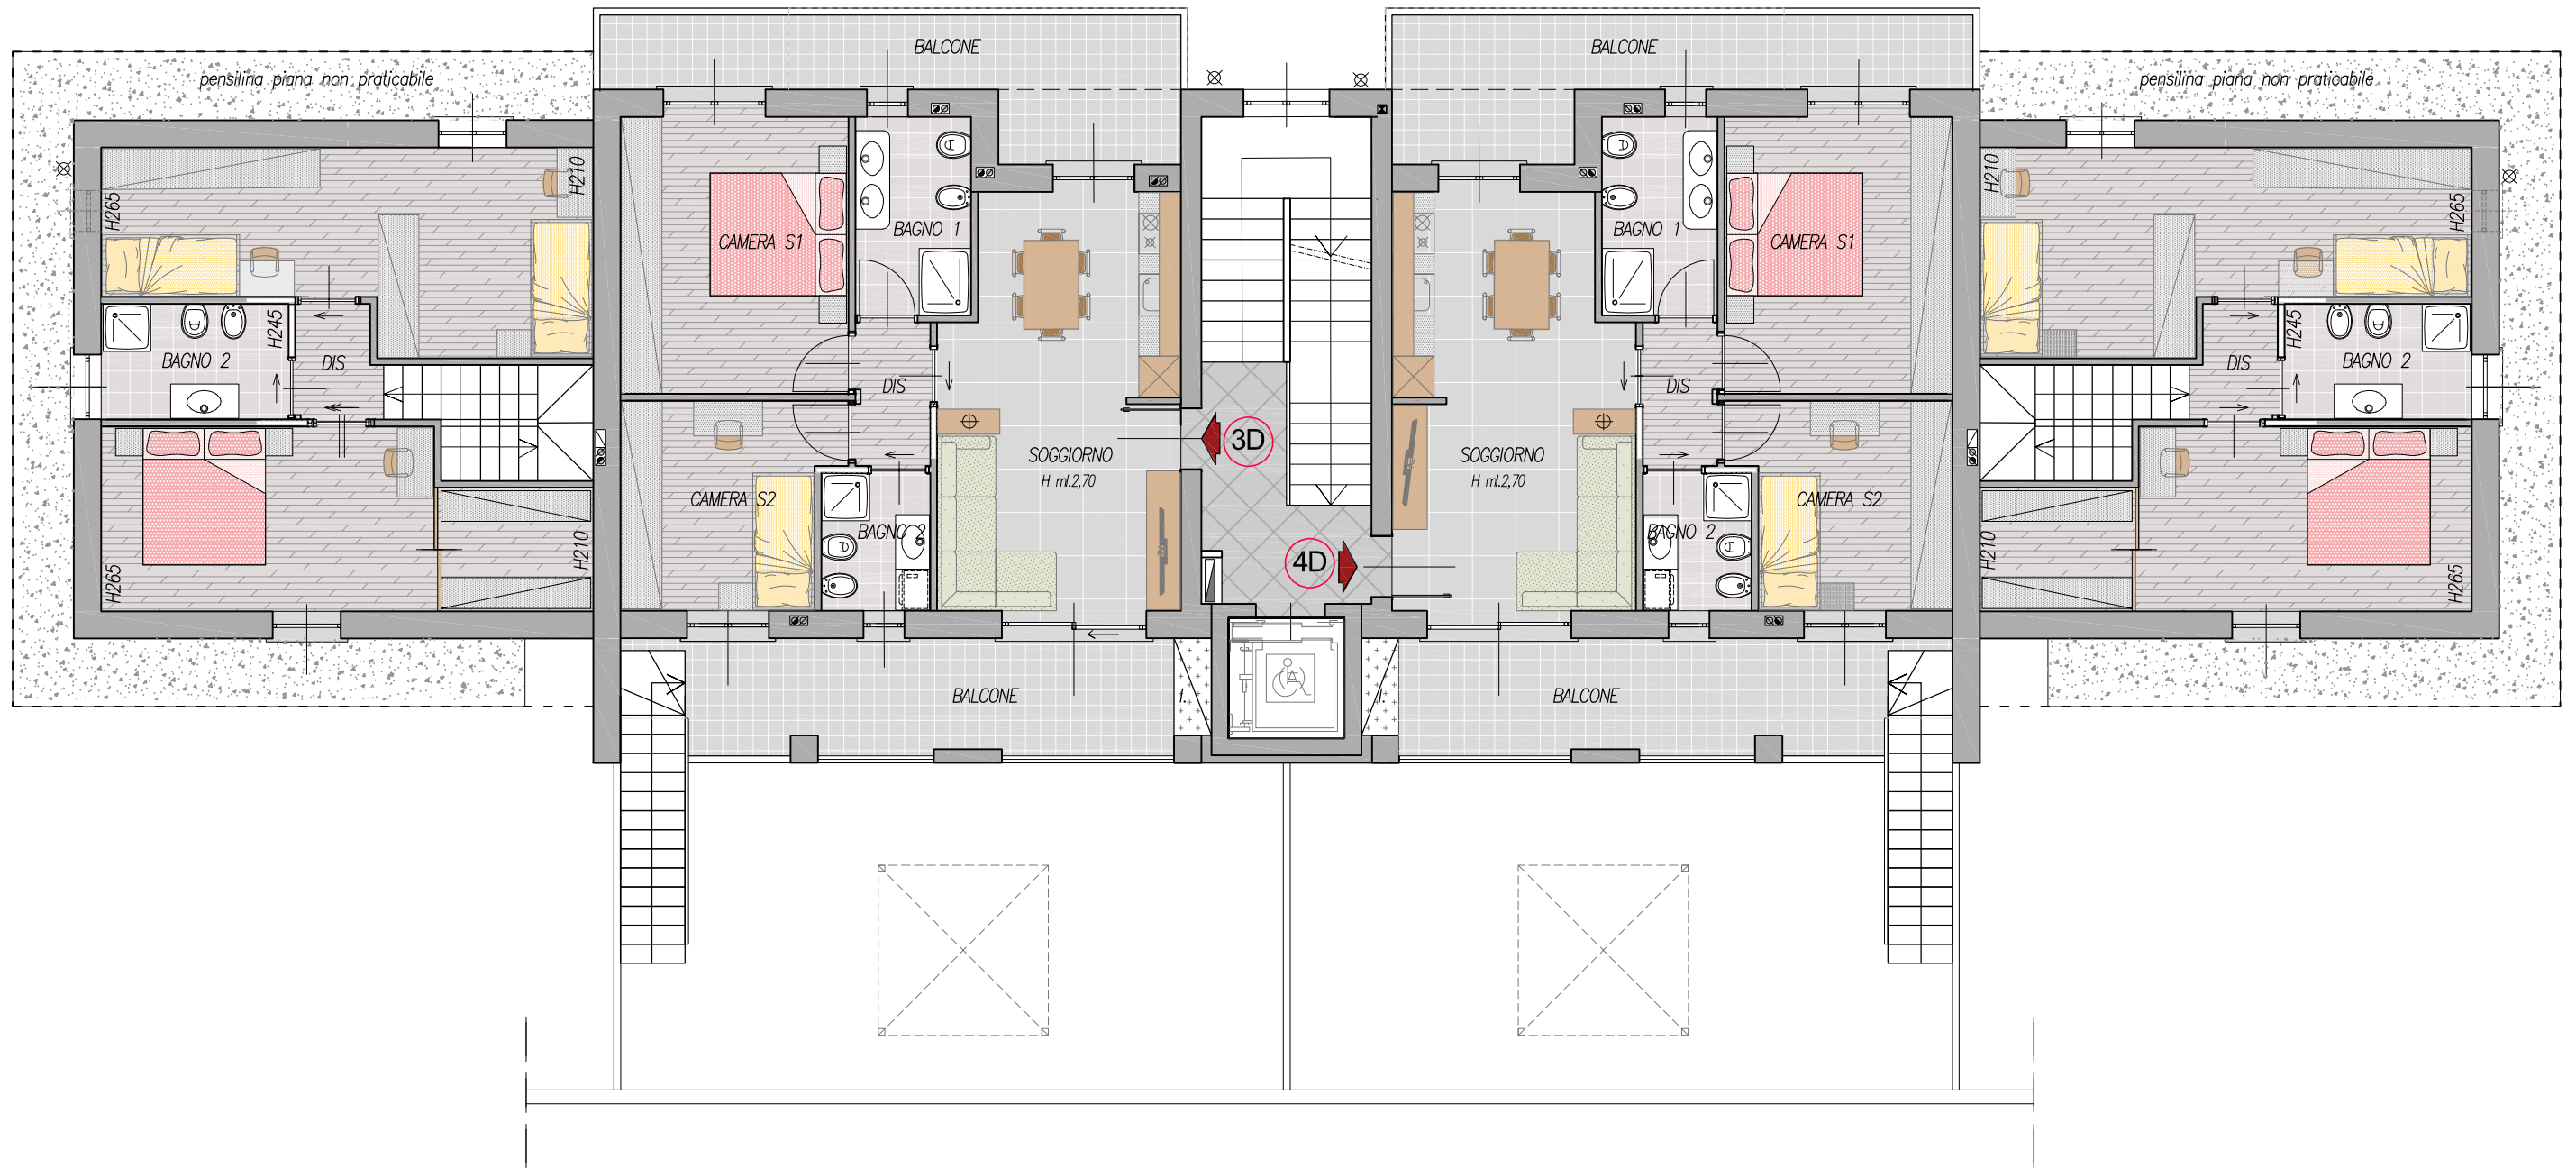 BALCONE
BALCONE
pensilina piana non praticabile
pensilina piana non praticabile
H210
H265
CAMERA S1
BAGNO 1
BAGNO 1
CAMERA S1
H210
H265
H245
BAGNO 2
DIS
DIS
DIS
DIS
H245
BAGNO 2
SOGGIORNO
H ml.2,70
3D
SOGGIORNO
H ml.2,70
CAMERA S2
BAGNO 2
BAGNO 2
CAMERA S2
H210
H265
4D
H210
H265
BALCONE
I.
I.
BALCONE